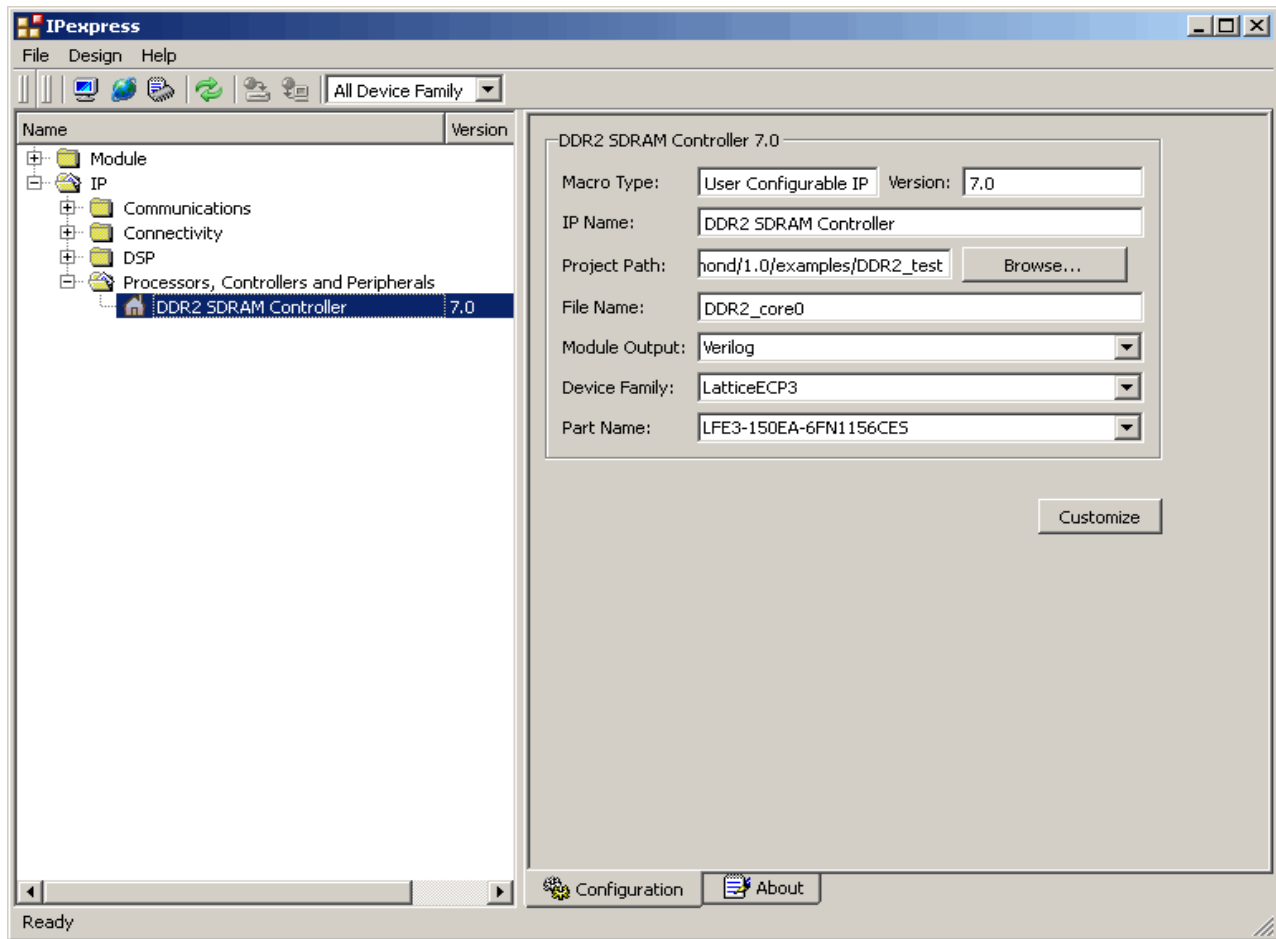 IPexpress
File Design Help
All Device Family
Name Version
Module
IP
Communications
Connectivity
DSP
Processors, Controllers and Peripherals
DDR2 SDRAM Controller 7.0
DDR2 SDRAM Controller 7.0
Macro Type: User Configurable IP Version: 7.0
IP Name: DDR2 SDRAM Controller
Project Path: nond/1.0/examples/DDR2_test Browse...
File Name: DDR2_core0
Module Output: Verilog
Device Family: LatticeECP3
Part Name: LFE3-150EA-6FN1156CES
Customize
Configuration About
Ready